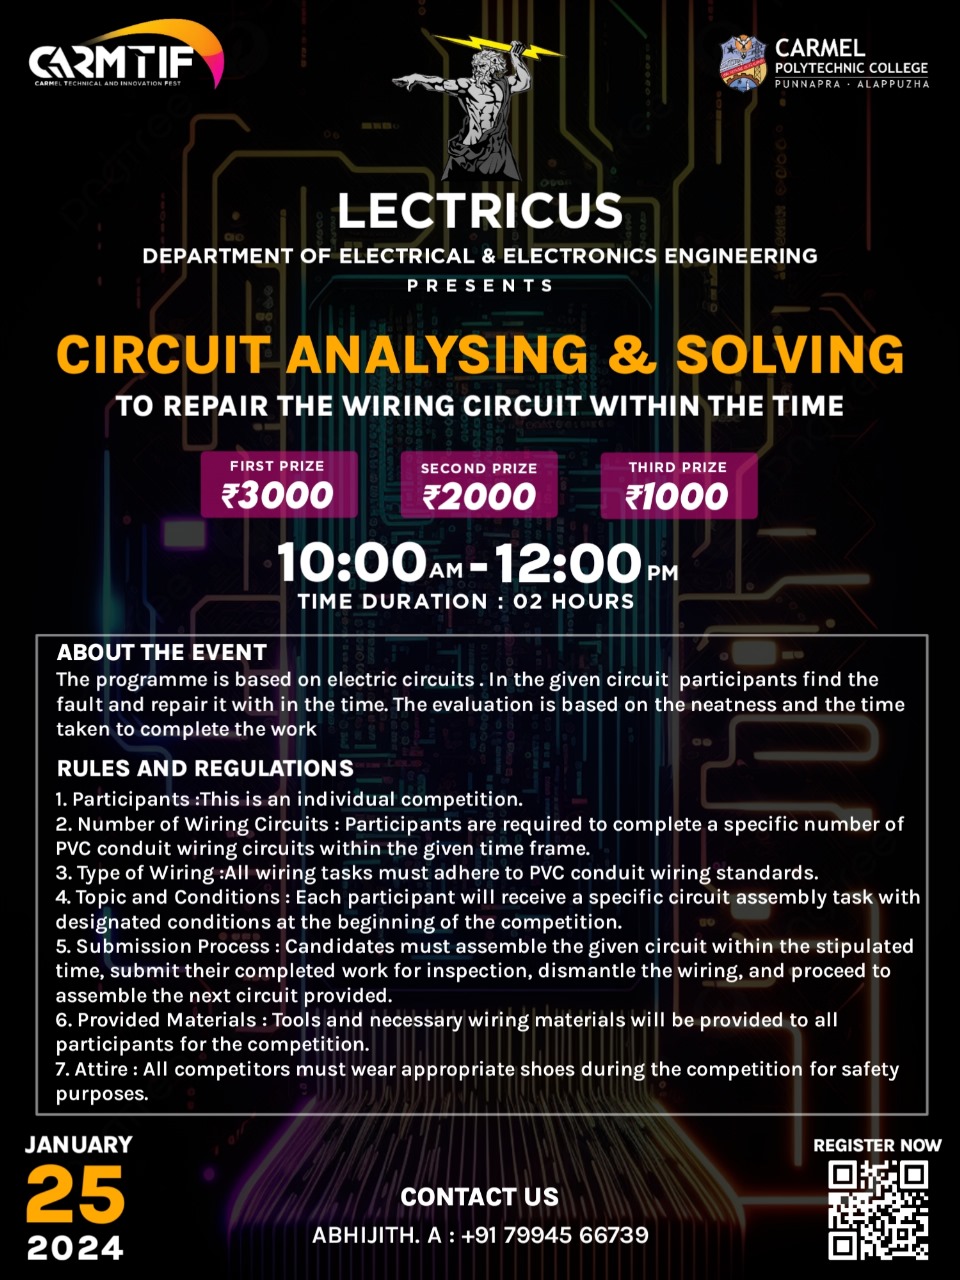 CARMTIF
CARMEL TECHNICAL AND INNOVATION FEST
CARMEL
POLYTECHNIC COLLEGE
PUNNAPRA - ALAPPUZHA
LECTRICUS
DEPARTMENT OF ELECTRICAL & ELECTRONICS ENGINEERING
PRESENTS
CIRCUIT ANALYSING & SOLVING
TO REPAIR THE WIRING CIRCUIT WITHIN THE TIME
FIRST PRIZE
₹3000
SECOND PRIZE
₹2000
THIRD PRIZE
₹1000
10:00 AM - 12:00 PM
TIME DURATION : 02 HOURS
ABOUT THE EVENT
The programme is based on electric circuits . In the given circuit participants find the
fault and repair it with in the time. The evaluation is based on the neatness and the time
taken to complete the work
RULES AND REGULATIONS
1. Participants :This is an individual competition.
2. Number of Wiring Circuits : Participants are required to complete a specific number of
PVC conduit wiring circuits within the given time frame.
3. Type of Wiring :All wiring tasks must adhere to PVC conduit wiring standards.
4. Topic and Conditions : Each participant will receive a specific circuit assembly task with
designated conditions at the beginning of the competition.
5. Submission Process : Candidates must assemble the given circuit within the stipulated
time, submit their completed work for inspection, dismantle the wiring, and proceed to
assemble the next circuit provided.
6. Provided Materials : Tools and necessary wiring materials will be provided to all
participants for the competition.
7. Attire : All competitors must wear appropriate shoes during the competition for safety
purposes.
JANUARY
25
2024
CONTACT US
ABHIJITH. A : +91 79945 66739
REGISTER NOW